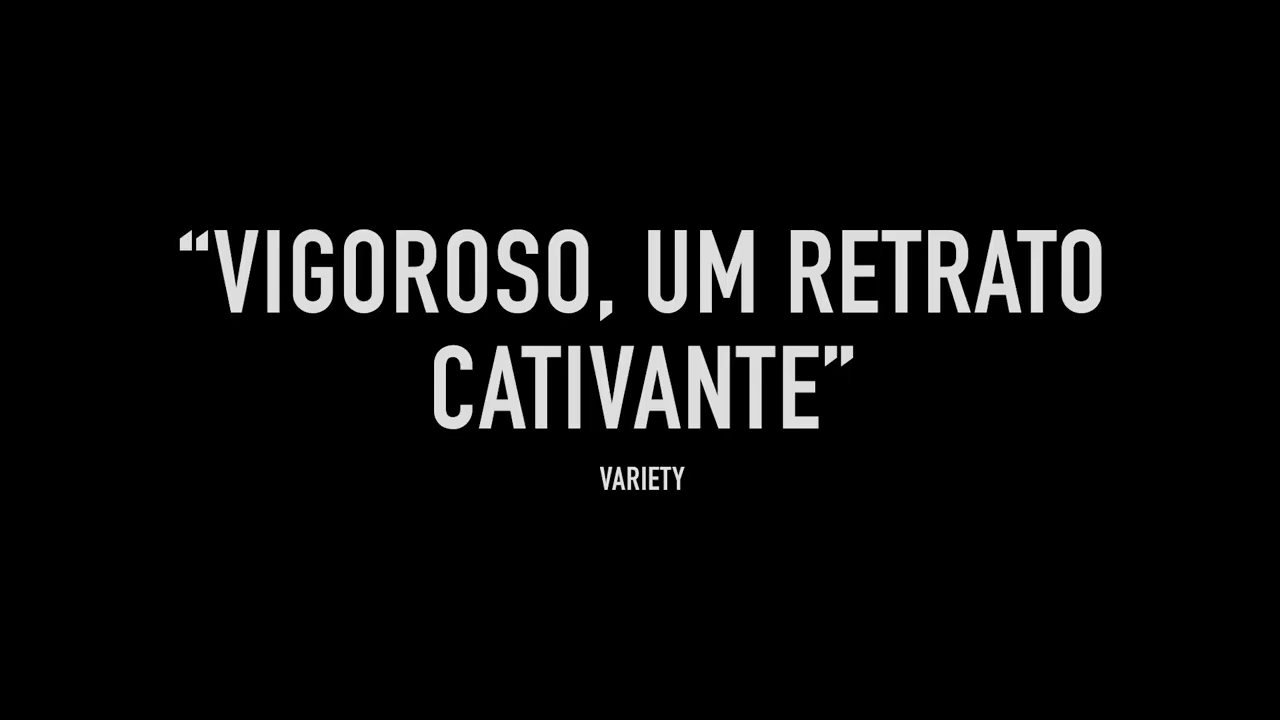 “VIGOROSO, UM RETRATO
CATIVANTE”
VARIETY